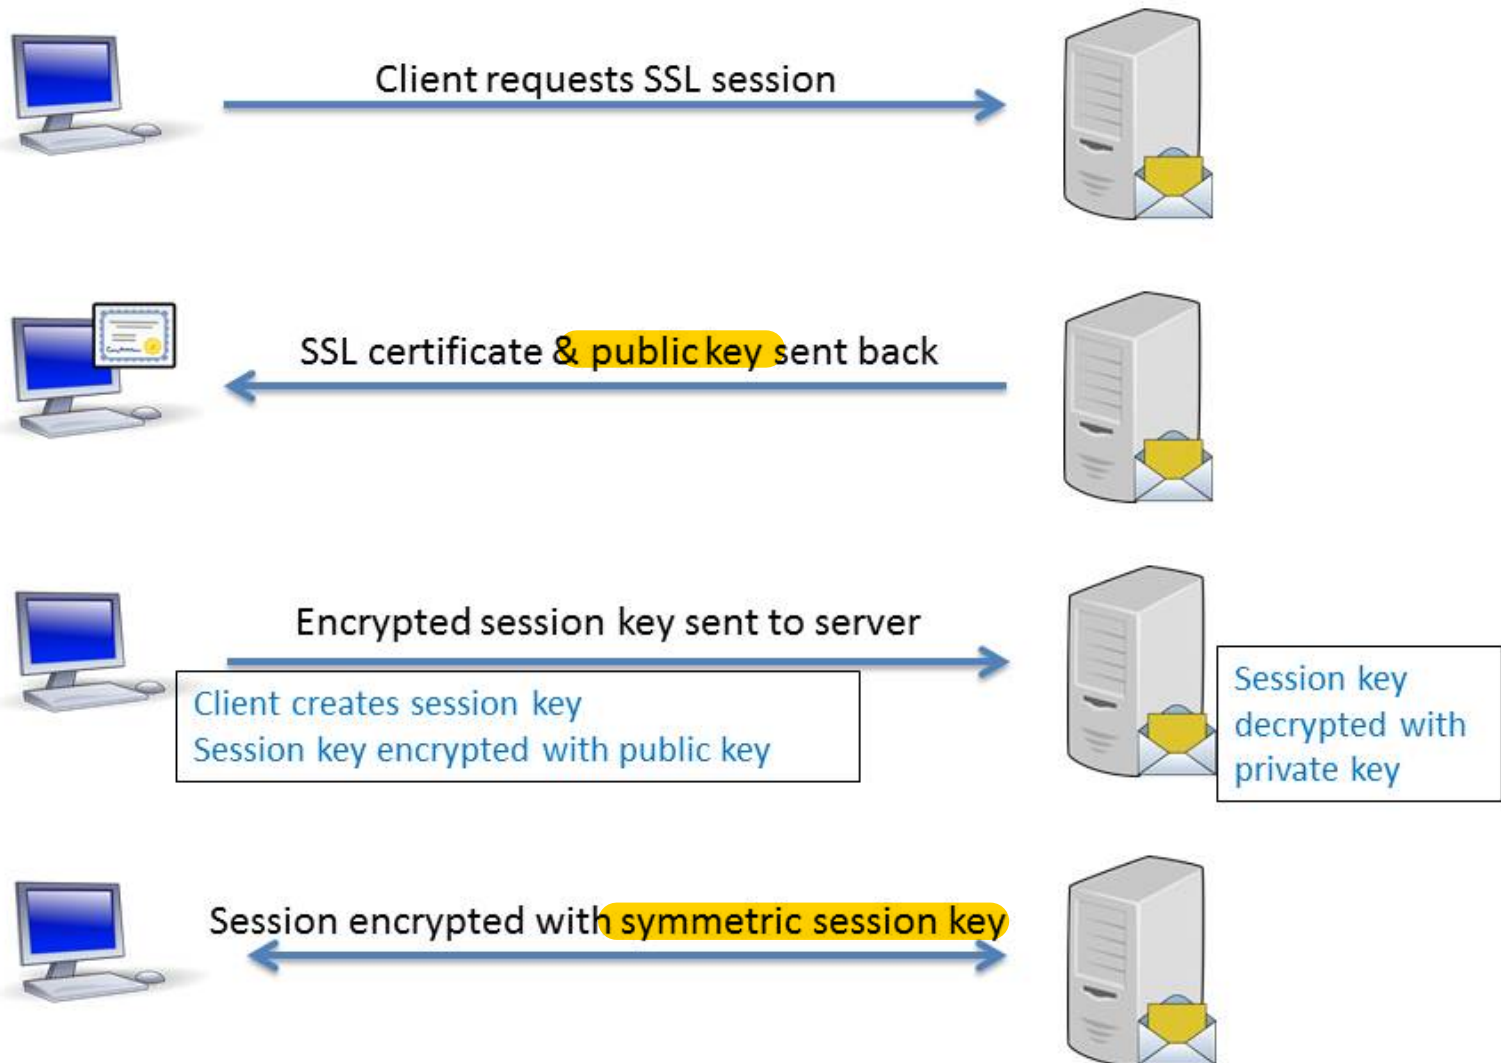 Client requests SSL session
SSL certificate & public key sent back
Encrypted session key sent to server
Client creates session key
Session key encrypted with public key
Session key
decrypted with
private key
Session encrypted with symmetric session key